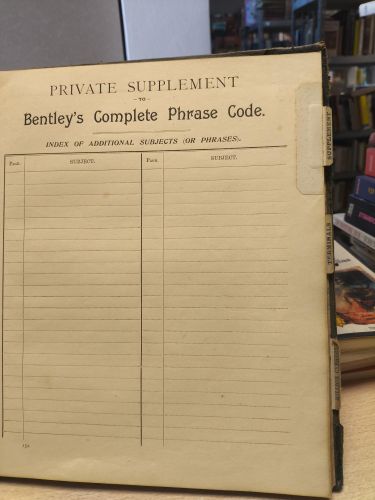 PRIVATE SUPPLEMENT
-TO-
Bentley's Complete Phrase Code.
INDEX OF ADDITIONAL SUBJECTS (OR PHRASES).
PAGE. SUBJECT. PAGE. SUBJECT.
SUPPLEMENT
TERMINALS